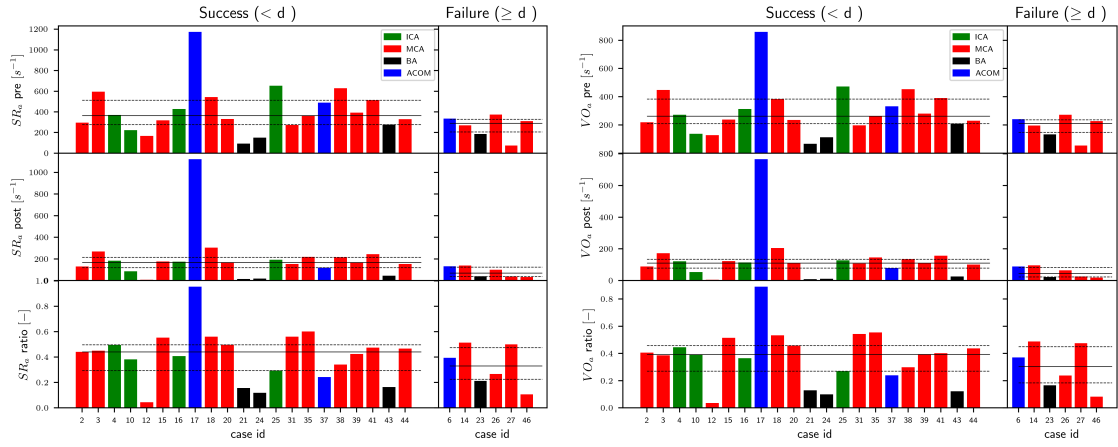 Success (< d )
Failure (≥ d )
SR_a pre [s^{-1}]
1200
1000
800
600
400
200
0
ICA
MCA
BA
ACOM
SR_a post [s^{-1}]
1000
800
600
400
200
1.0
SR_a ratio [−]
0.8
0.6
0.4
0.2
0.0
2 3 4 10 12 15 16 17 18 20 21 24 25 31 35 37 38 39 41 43 44
6 14 23 26 27 46
case id
case id
Success (< d )
Failure (≥ d )
VO_a pre [s^{-1}]
800
600
400
200
800
ICA
MCA
BA
ACOM
VO_a post [s^{-1}]
600
400
200
VO_a ratio [−]
0.8
0.6
0.4
0.2
0.0
2 3 4 10 12 15 16 17 18 20 21 24 25 31 35 37 38 39 41 43 44
6 14 23 26 27 46
case id
case id